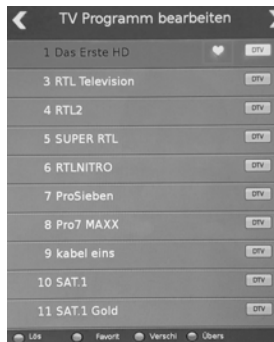 TV Programm bearbeiten
1 Das Erste HD DTV
3 RTL Television DTV
4 RTL2 DTV
5 SUPER RTL DTV
6 RTLNITRO DTV
7 ProSieben DTV
8 Pro7 MAXX DTV
9 kabel eins DTV
10 SAT.1 DTV
11 SAT.1 Gold DTV
Lös Favorit Verschi Übers